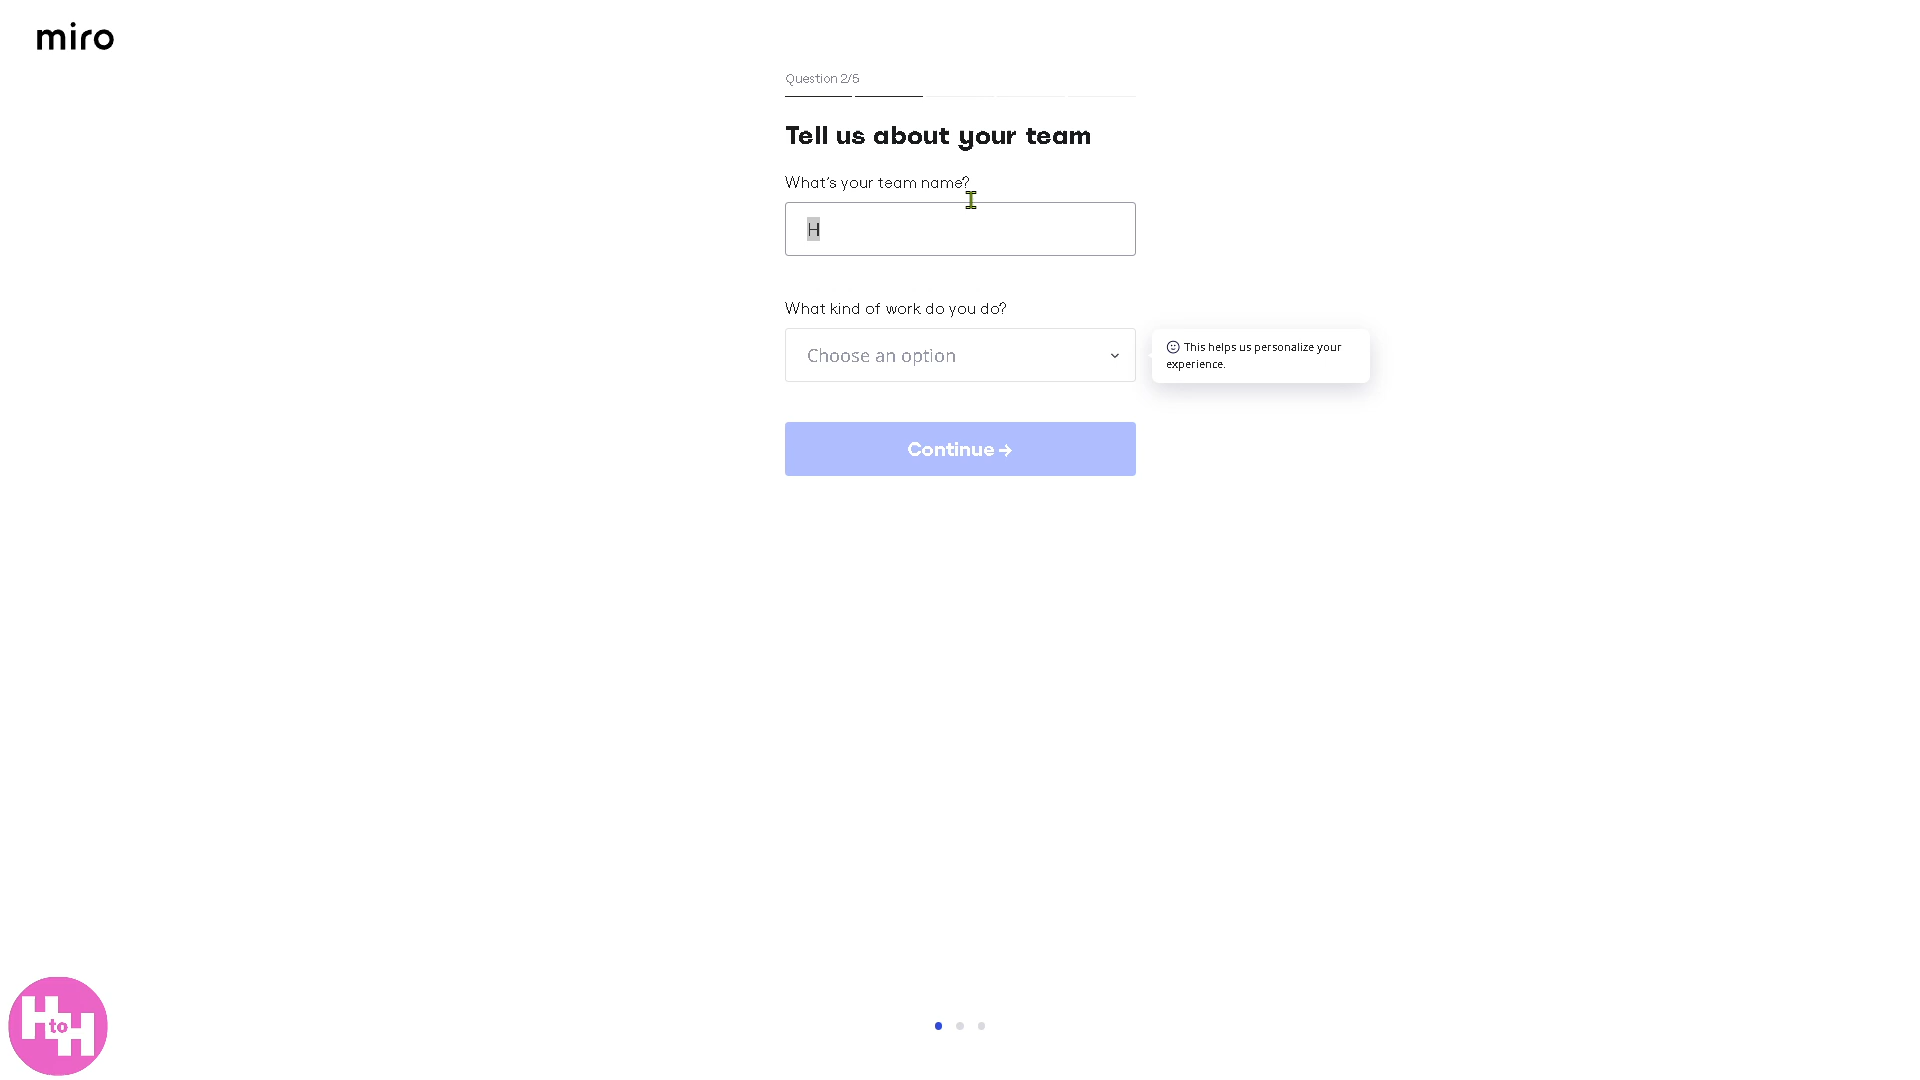 miro
Question 2/5
Tell us about your team
What's your team name?
H
What kind of work do you do?
Choose an option
This helps us personalize your
experience.
Continue →
H to H